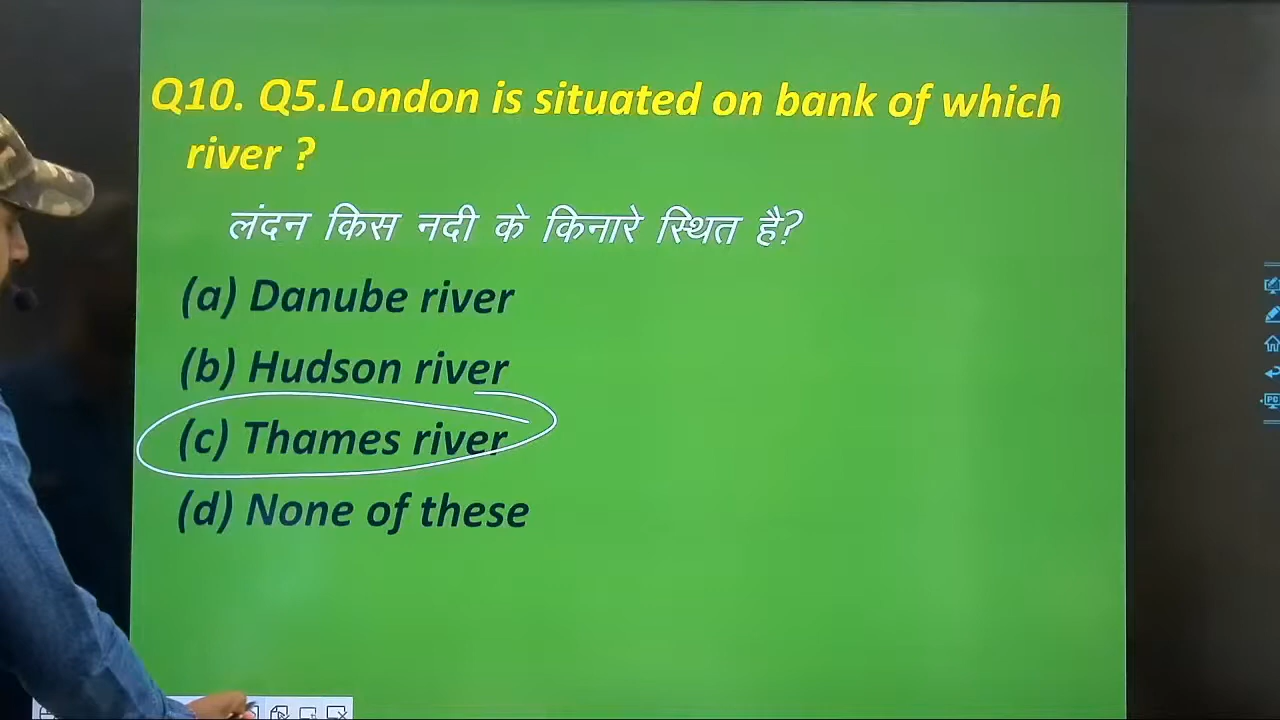 Q10. Q5.London is situated on bank of which
river ?
लंदन किस नदी के किनारे स्थित है?
(a) Danube river
(b) Hudson river
(c) Thames river
(d) None of these
PC